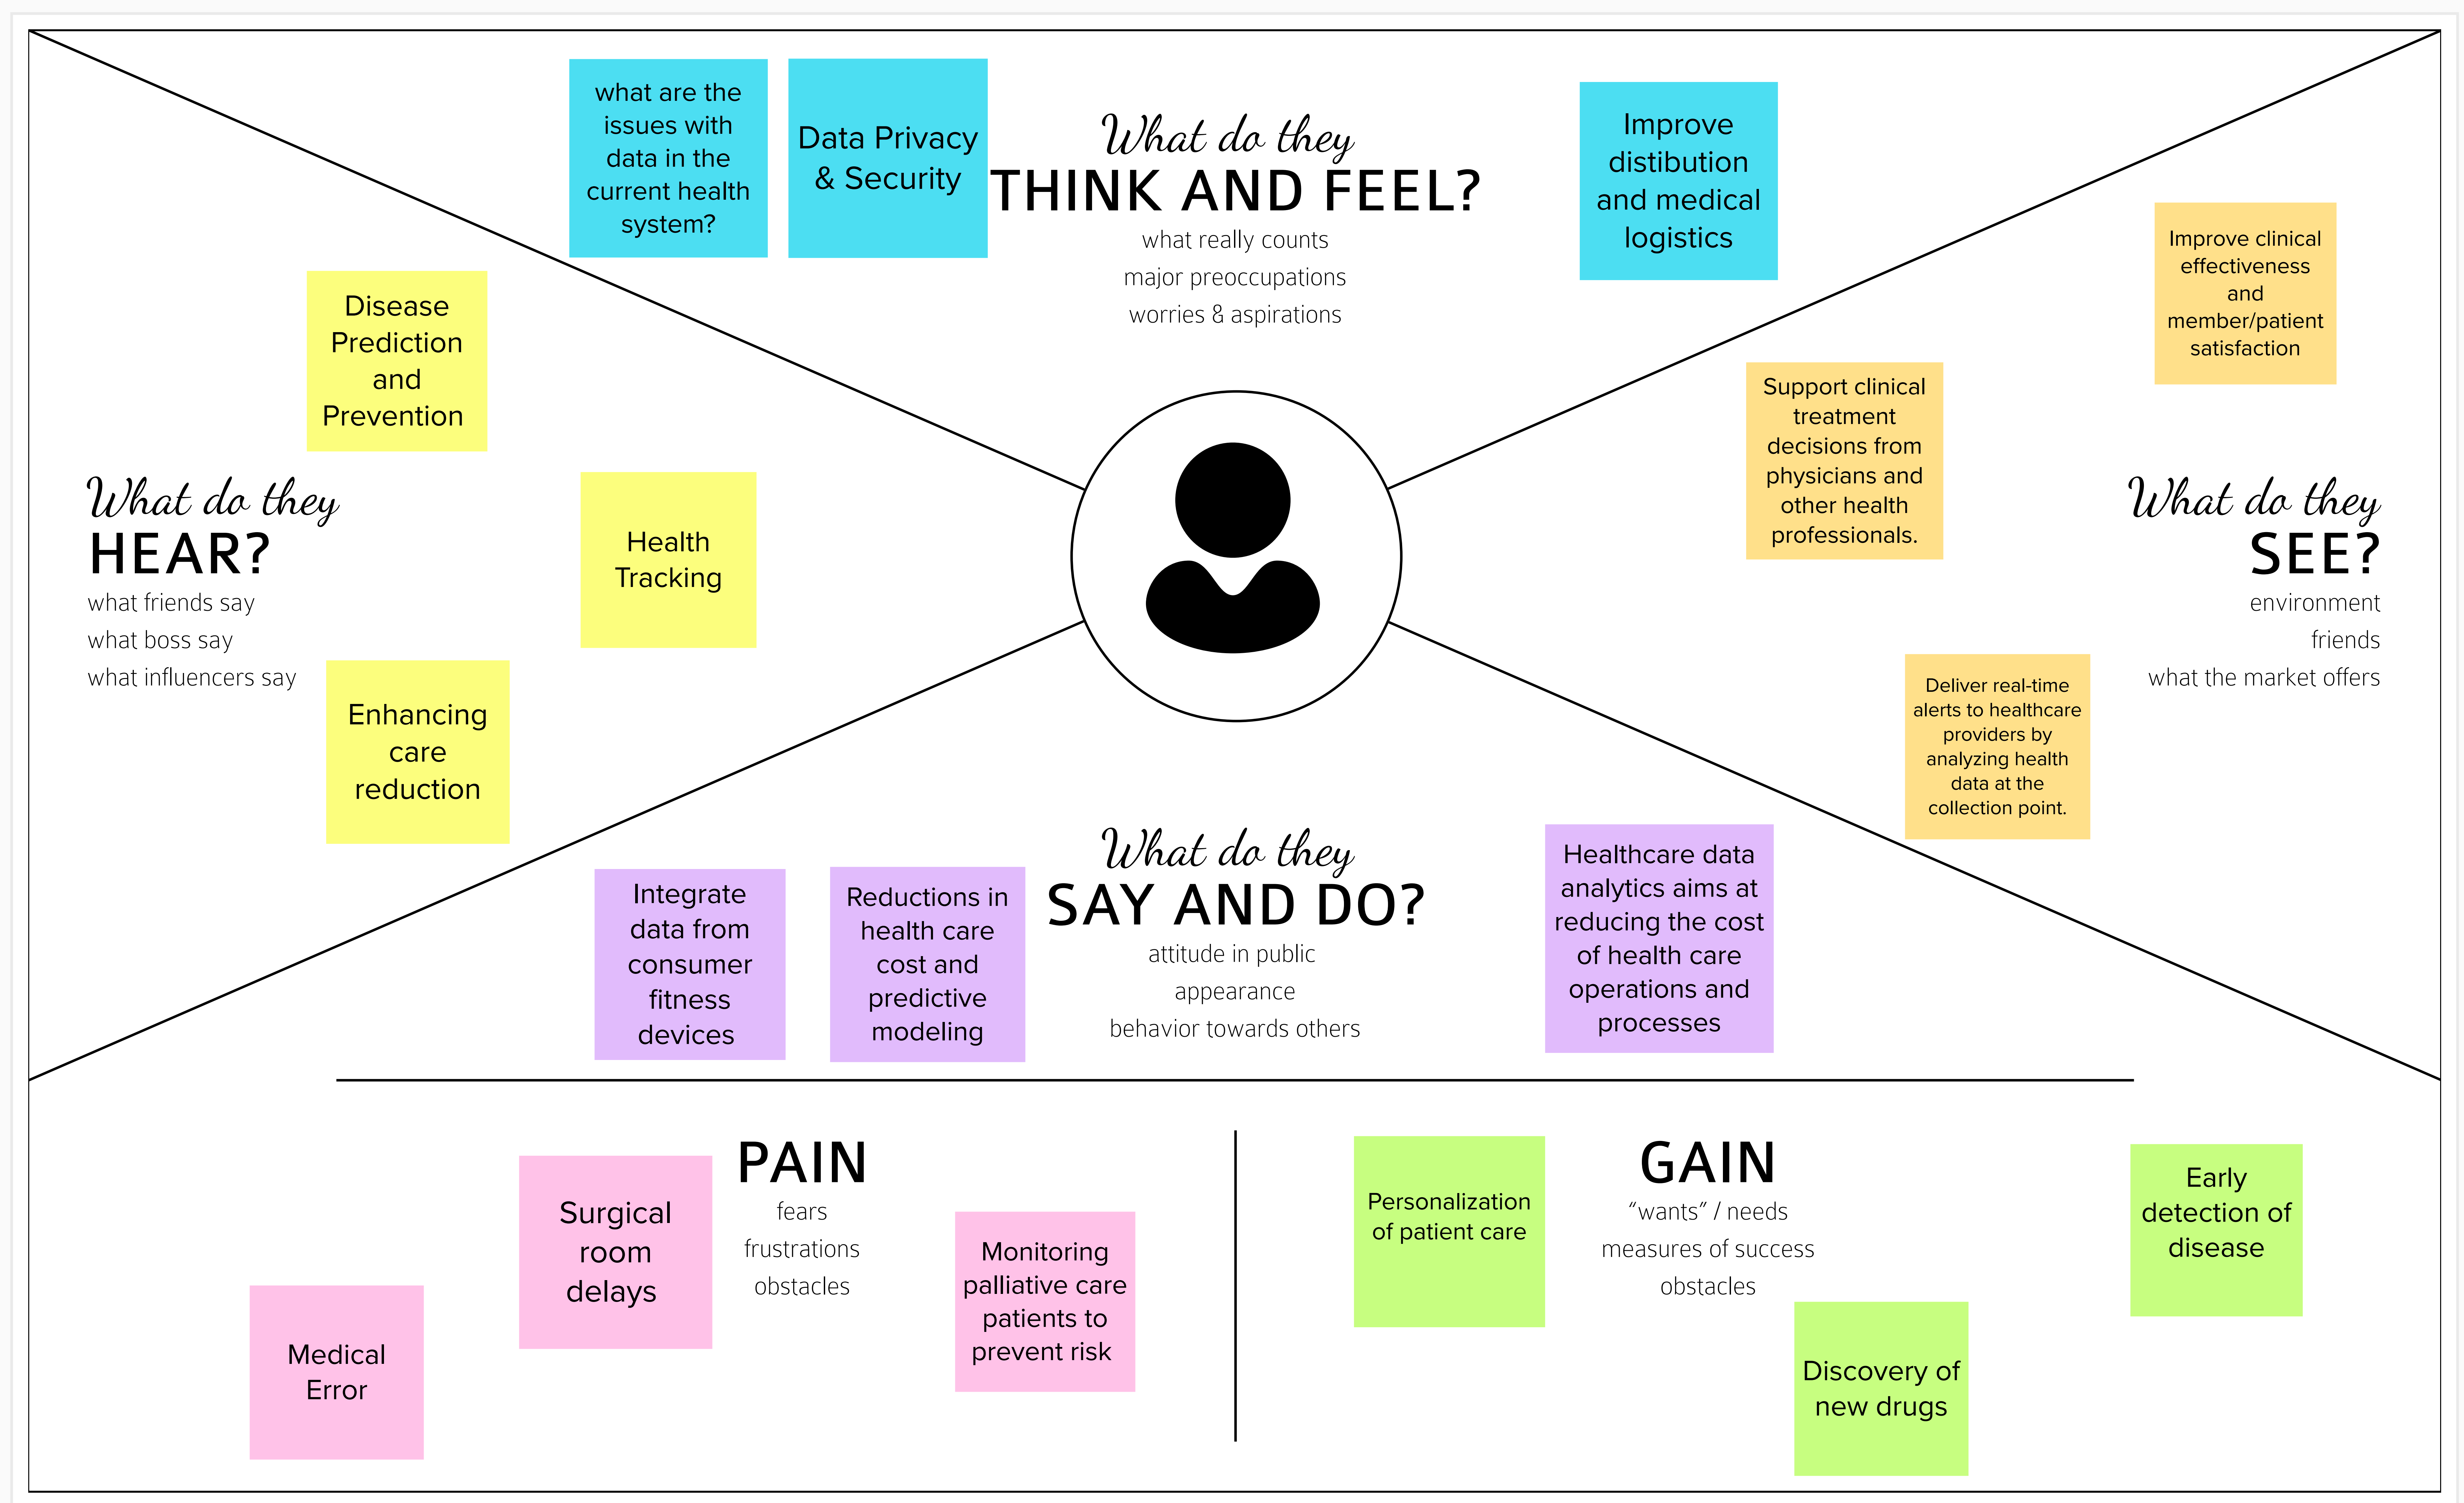 what are the
issues with
data in the
current health
system?
Data Privacy
& Security
What do they
THINK AND FEEL?
what really counts
major preoccupations
worries & aspirations
Improve
distibution
and medical
logistics
Disease
Prediction
and
Prevention
What do they
HEAR?
what friends say
what boss say
what influencers say
Health
Tracking
Enhancing
care
reduction
Improve clinical
effectiveness
and
member/patient
satisfaction
Support clinical
treatment
decisions from
physicians and
other health
professionals.
What do they
SEE?
environment
friends
what the market offers
Deliver real-time
alerts to healthcare
providers by
analyzing health
data at the
collection point.
Integrate
data from
consumer
fitness
devices
Reductions in
health care
cost and
predictive
modeling
What do they
SAY AND DO?
attitude in public
appearance
behavior towards others
Healthcare data
analytics aims at
reducing the cost
of health care
operations and
processes
PAIN
fears
frustrations
obstacles
Surgical
room
delays
Medical
Error
Monitoring
palliative care
patients to
prevent risk
GAIN
“wants” / needs
measures of success
obstacles
Personalization
of patient care
Discovery of
new drugs
Early
detection of
disease